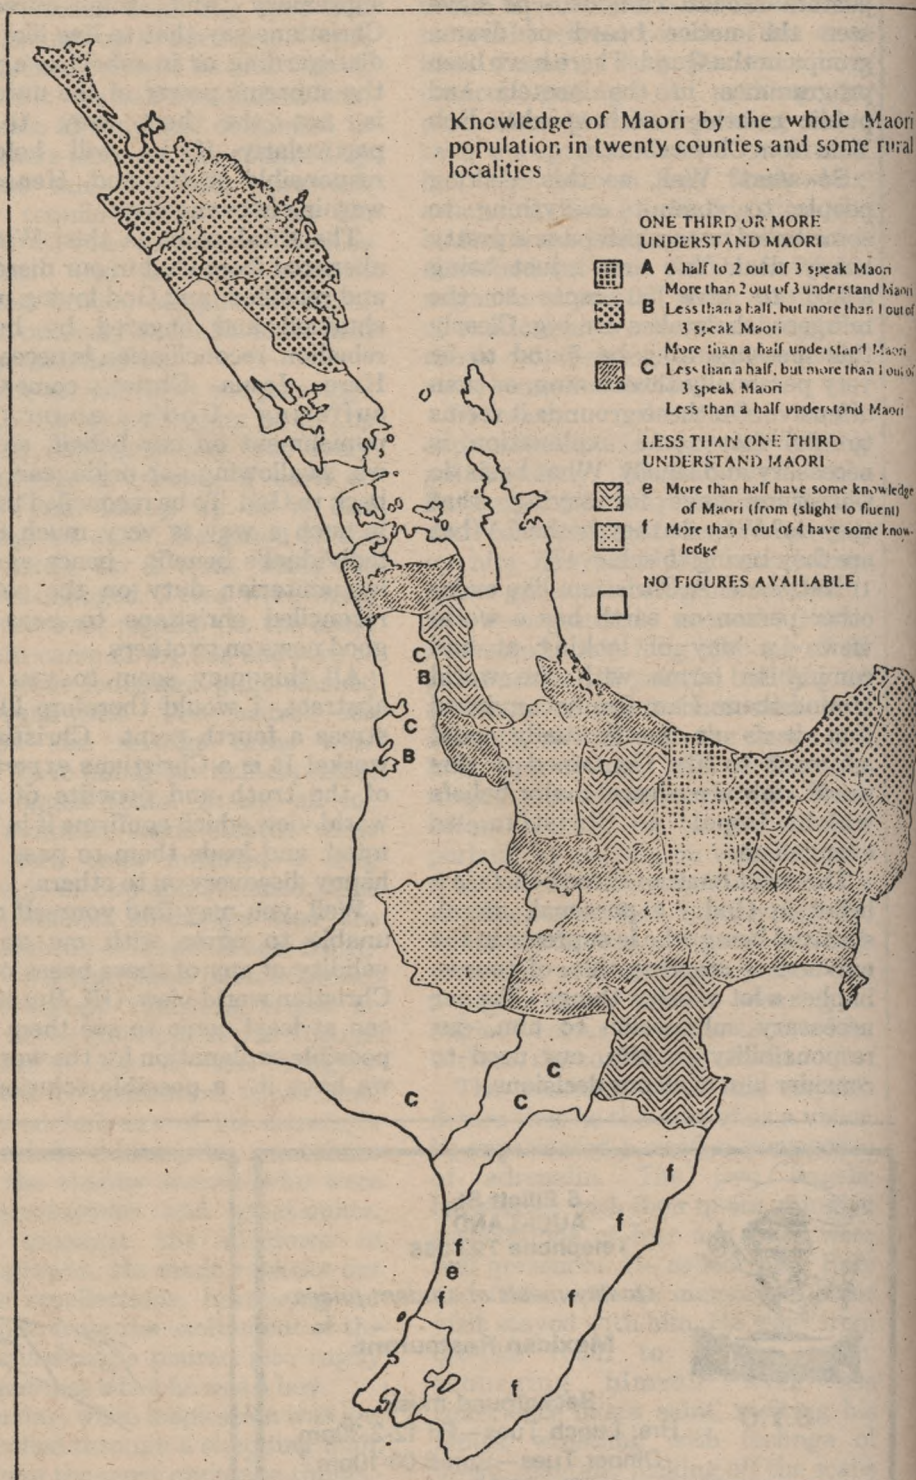 Knowledge of Maori by the whole Maori
population in twenty counties and some rural
localities
ONE THIRD OR MORE
UNDERSTAND MAORI
A A half to 2 out of 3 speak Maori
More than 2 out of 3 understand Maori
B Less than a half, but more than 1 out of
3 speak Maori
More than a half understand Maori
C Less than a half, but more than 1 out of
3 speak Maori
Less than a half understand Maori
LESS THAN ONE THIRD
UNDERSTAND MAORI
e More than half have some knowledge
of Maori (from (slight to fluent)
f More than 1 out of 4 have some know-
ledge
NO FIGURES AVAILABLE
C
B
C
B
C
C
C
f
f
f
e
f
f
f